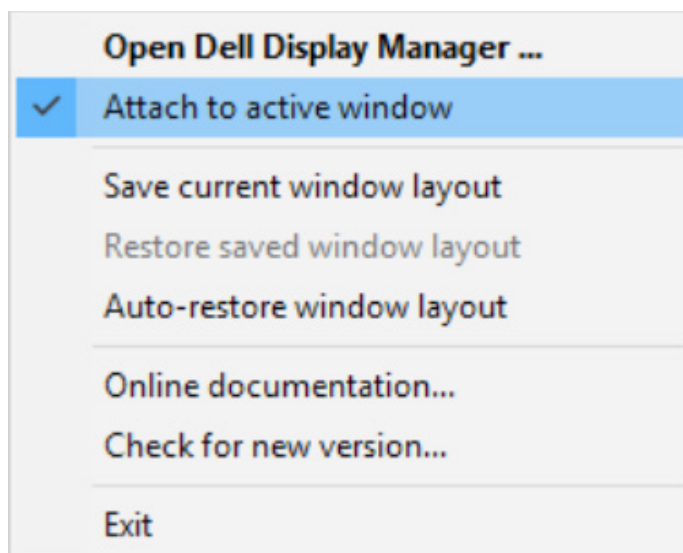 Open Dell Display Manager ...
Attach to active window
Save current window layout
Restore saved window layout
Auto-restore window layout
Online documentation...
Check for new version...
Exit